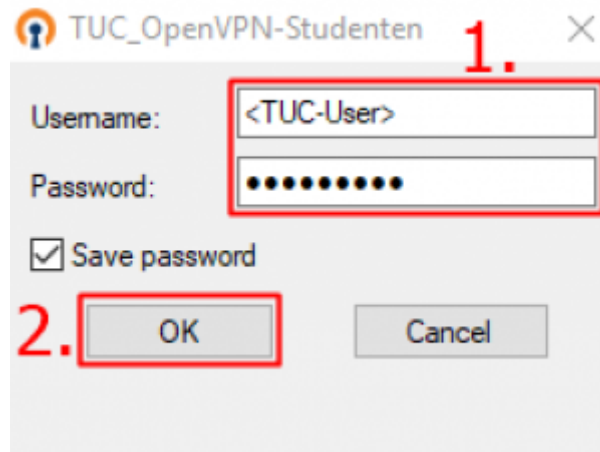 TUC_OpenVPN-Studenten
1.
Username: <TUC-User>
Password: ●●●●●●●●●
Save password
2. OK Cancel